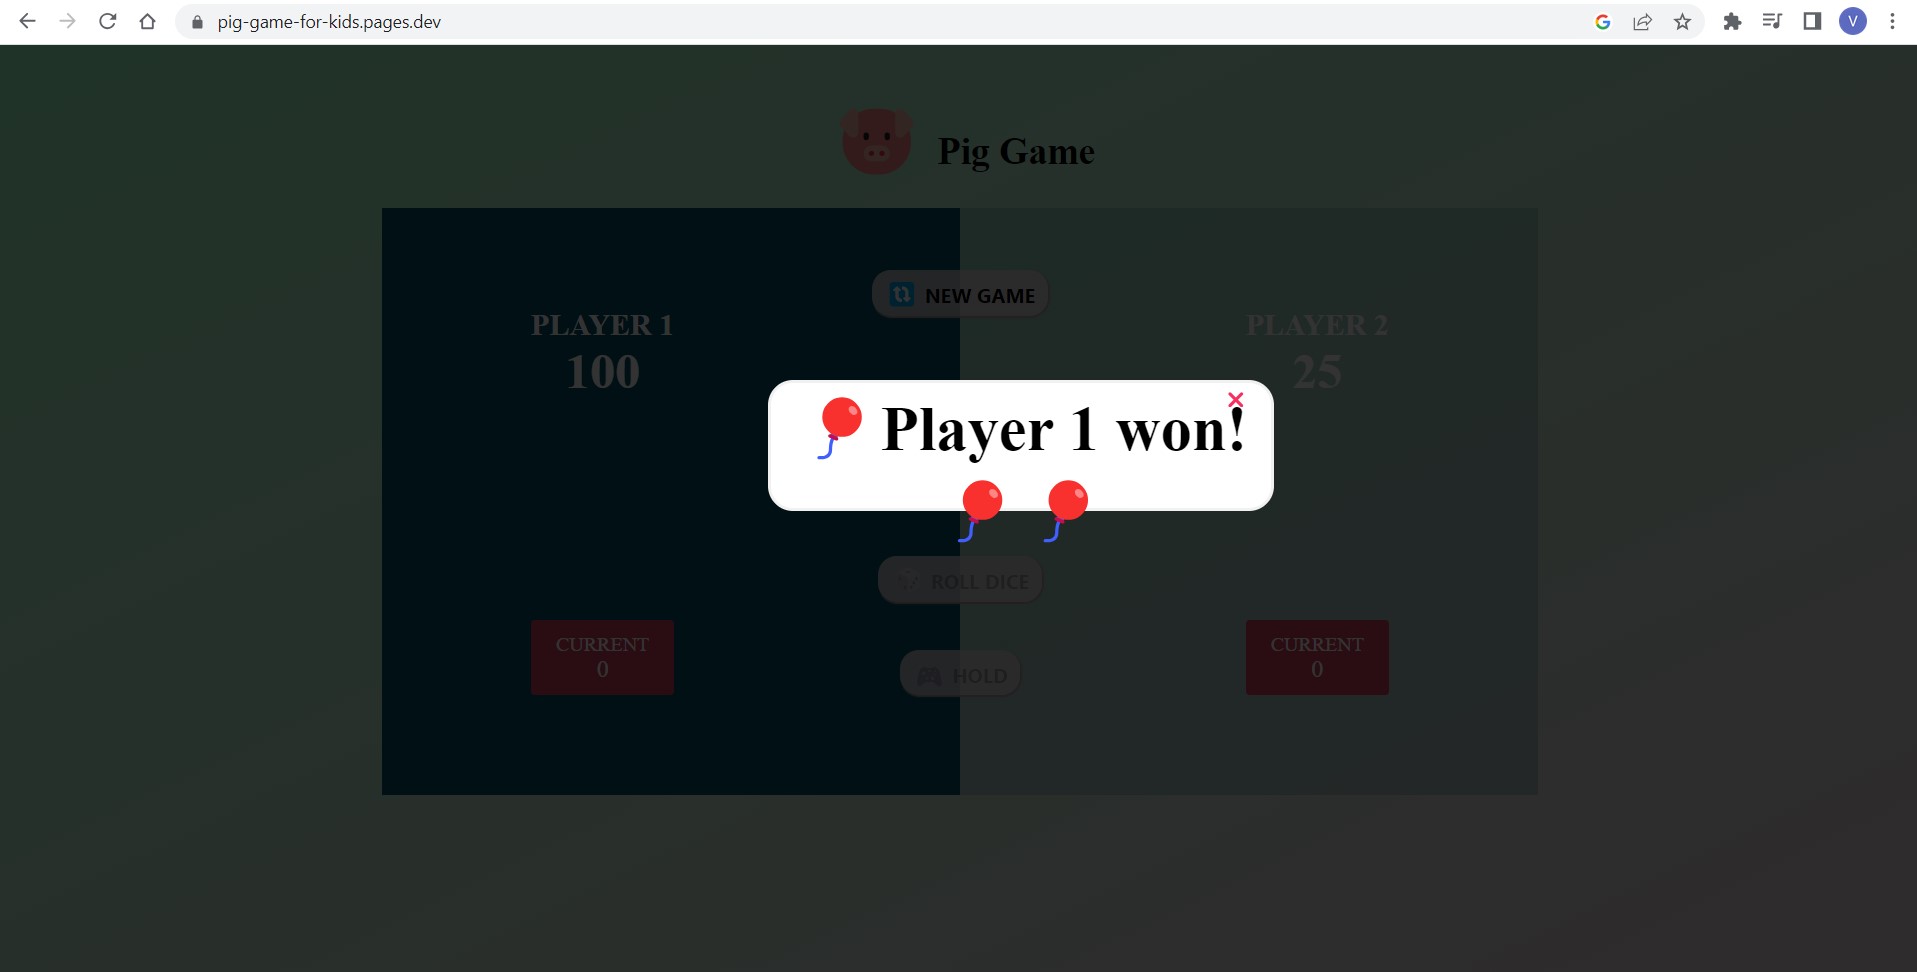 pig-game-for-kids.pages.dev
V
Pig Game
NEW GAME
PLAYER 1
100
PLAYER 2
25
Player 1 won!
ROLL DICE
CURRENT
0
CURRENT
0
HOLD